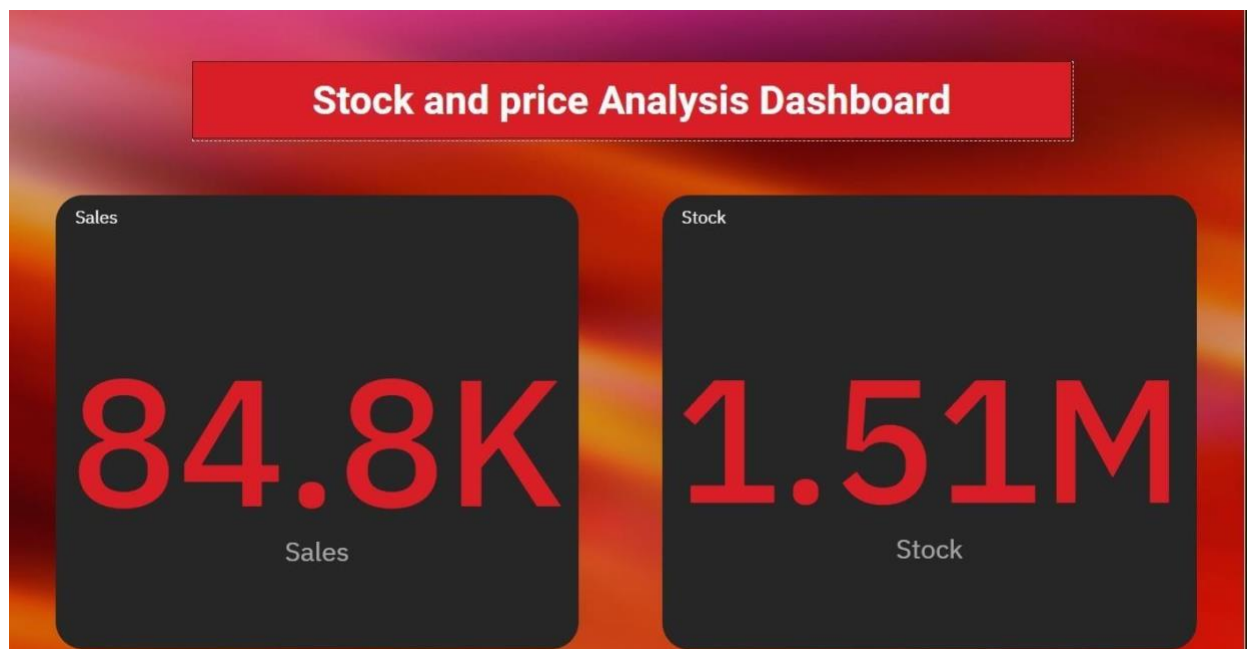 Stock and price Analysis Dashboard
Sales
84.8K
Sales
Stock
1.51M
Stock